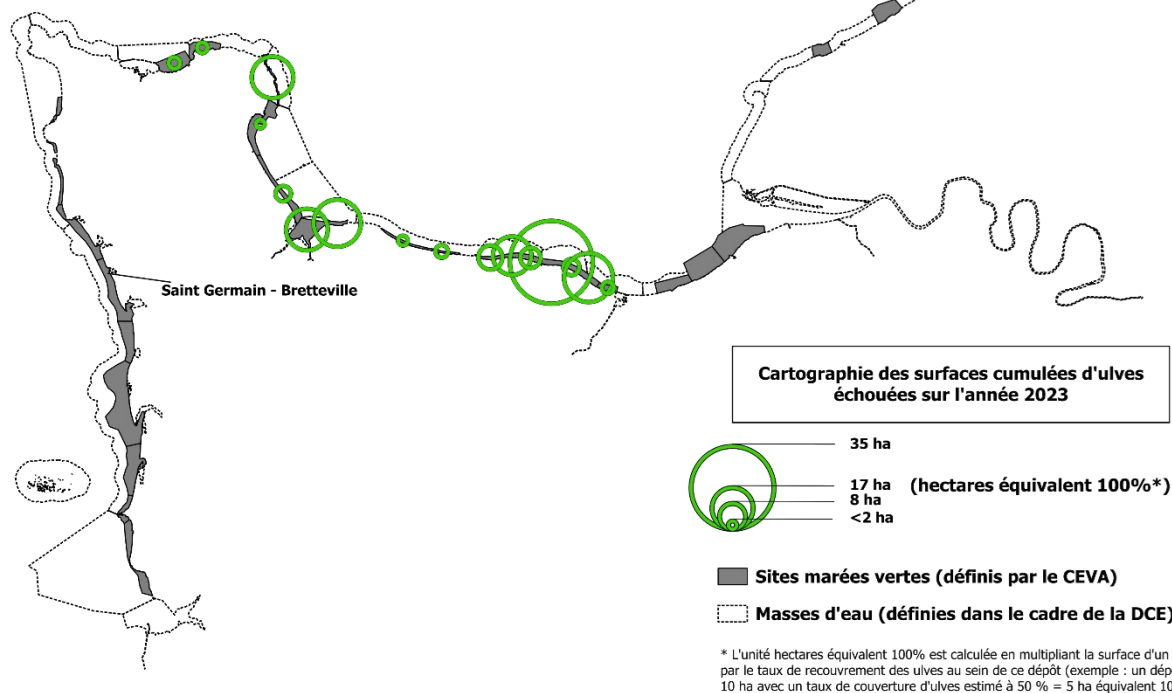 Saint Germain - Bretteville
Cartographie des surfaces cumulées d'ulves
échouées sur l'année 2023
35 ha
17 ha
(hectares équivalent 100%*)
8 ha
<2 ha
Sites marées vertes (définis par le CEVA)
Masses d'eau (définies dans le cadre de la DCE)
* L'unité hectares équivalent 100% est calculée en multipliant la surface d'un
par le taux de recouvrement des ulves au sein de ce dépôt (exemple : un dép
10 ha avec un taux de couverture d'ulves estimé à 50 % = 5 ha équivalent 10